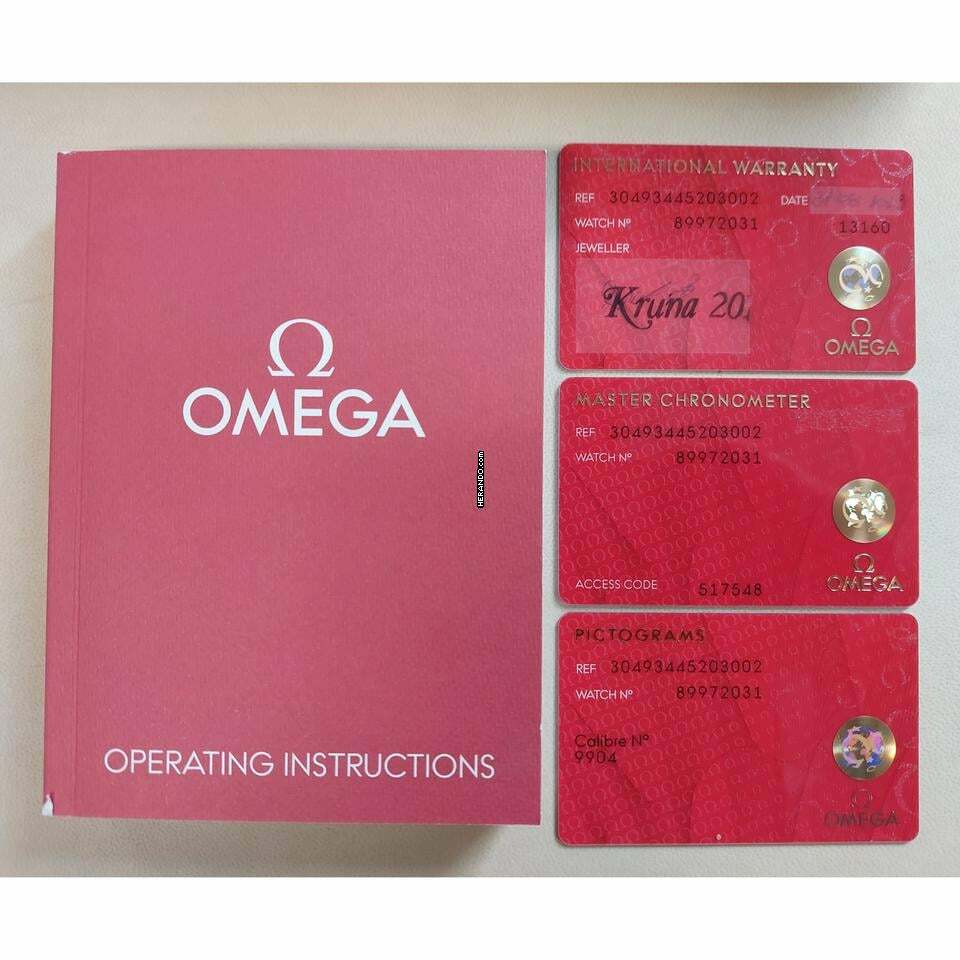 Ω
OMEGA
OPERATING INSTRUCTIONS
HERANDO.com
INTERNATIONAL WARRANTY
REF 30493445203002 DATE
WATCH Nº 89972031 13160
JEWELLER
Kruna
Ω
OMEGA
MASTER CHRONOMETER
REF 30493445203002
WATCH Nº 89972031
ACCESS CODE 517548
Ω
OMEGA
PICTOGRAMS
REF 30493445203002
WATCH Nº 89972031
Calibre Nº
9904
Ω
OMEGA